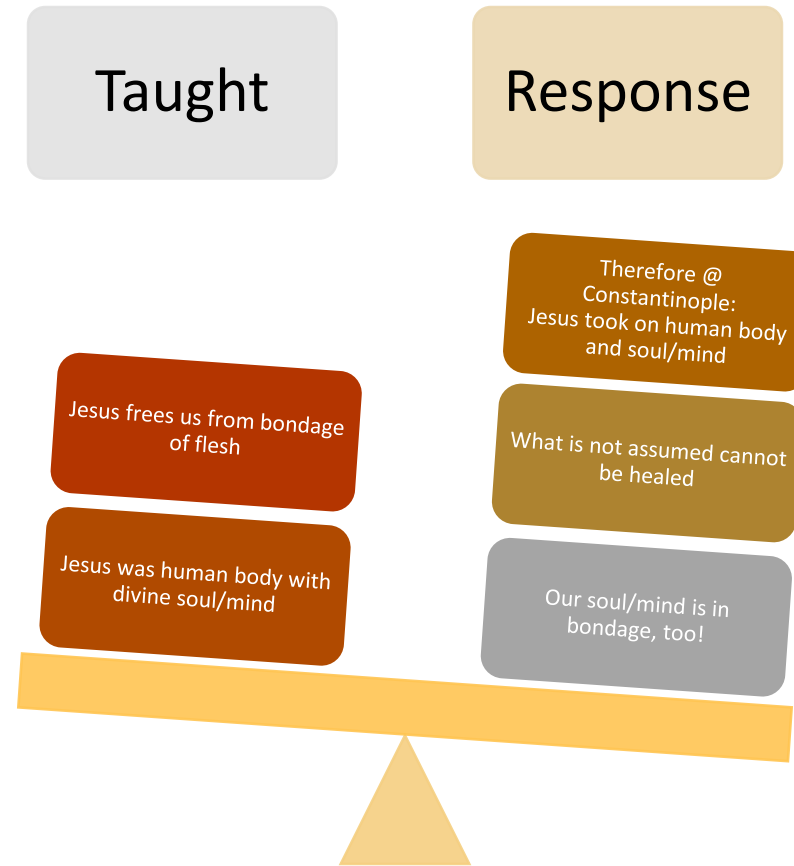 Taught
Response
Jesus frees us from bondage
of flesh
Jesus was human body with
divine soul/mind
Therefore @
Constantinople:
Jesus took on human body
and soul/mind
What is not assumed cannot
be healed
Our soul/mind is in
bondage, too!